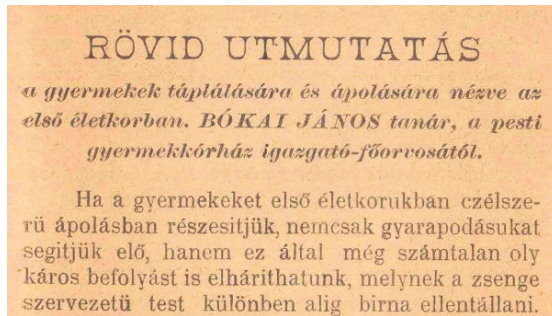 RÖVID UTMUTATÁS
a gyermekek táplálására és ápolására nézve az
első életkorban. BÓKAI JÁNOS tanár, a pesti
gyermekkórház igazgató-főorvosától.
Ha a gyermekeket első életkorukban czélsze-
rü ápolásban részesitjük, nemcsak gyarapodásukat
segitjük elő, hanem ez által még számtalan oly
káros befolyást is elháríthatunk, melynek a zsenge
szervezetü test különben alig birna ellentállani.